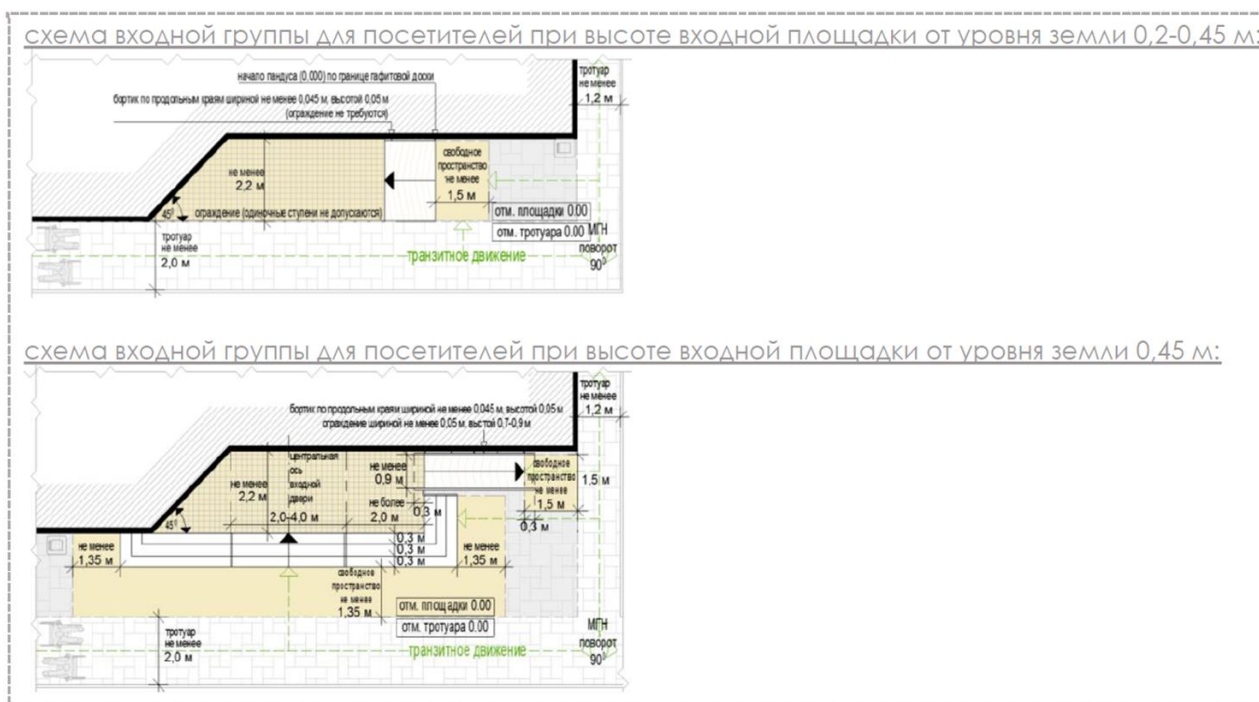 схема входной группы для посетителей при высоте входной площадки от уровня земли 0,2-0,45 м:
начало пандуса (0.000) по границе гафитовой доски
бортик по продольным краям шириной не менее 0,045 м, высотой 0,05 м
(ограждение не требуются)
тротуар
не менее
1,2 м
свободное
пространство
не менее
1,5 м
не менее
2,2 м
45⁰
ограждение (одиночные ступени не допускаются)
отм. площадки 0.00
отм. тротуара 0.00
МГН
поворот
90⁰
тротуар
не менее
2,0 м
транзитное движение
схема входной группы для посетителей при высоте входной площадки от уровня земли 0,45 м:
бортик по продольным краям шириной не менее 0,045 м, высотой 0,05 м
ограждение шириной не менее 0,05 м, выстой 0,7-0,9 м
тротуар
не менее
1,2 м
центральная
ось
входной
двери
не менее
2,2 м
не менее
0,9 м
свободное
пространство
не менее
1,5 м
1,5 м
2,0-4,0 м
не более
2,0 м
0,3 м
0,3 м
45⁰
0,3 м
0,3 м
0,3 м
не менее
1,35 м
не менее
1,35 м
свободное
пространство
не менее
1,35 м
отм. площадки 0.00
отм. тротуара 0.00
МГН
поворот
90⁰
тротуар
не менее
2,0 м
транзитное движение